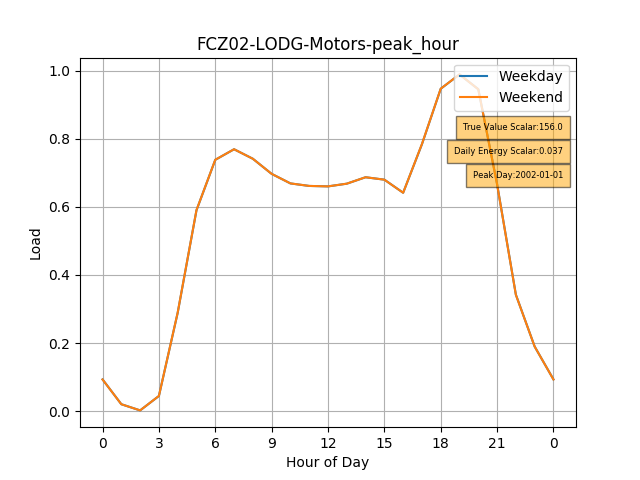 FCZ02-LODG-Motors-peak_hour
Weekday
Weekend
True Value Scalar:156.0
Daily Energy Scalar:0.037
Peak Day:2002-01-01
1.0
0.8
0.6
0.4
0.2
0.0
Load
0 3 6 9 12 15 18 21 0
Hour of Day